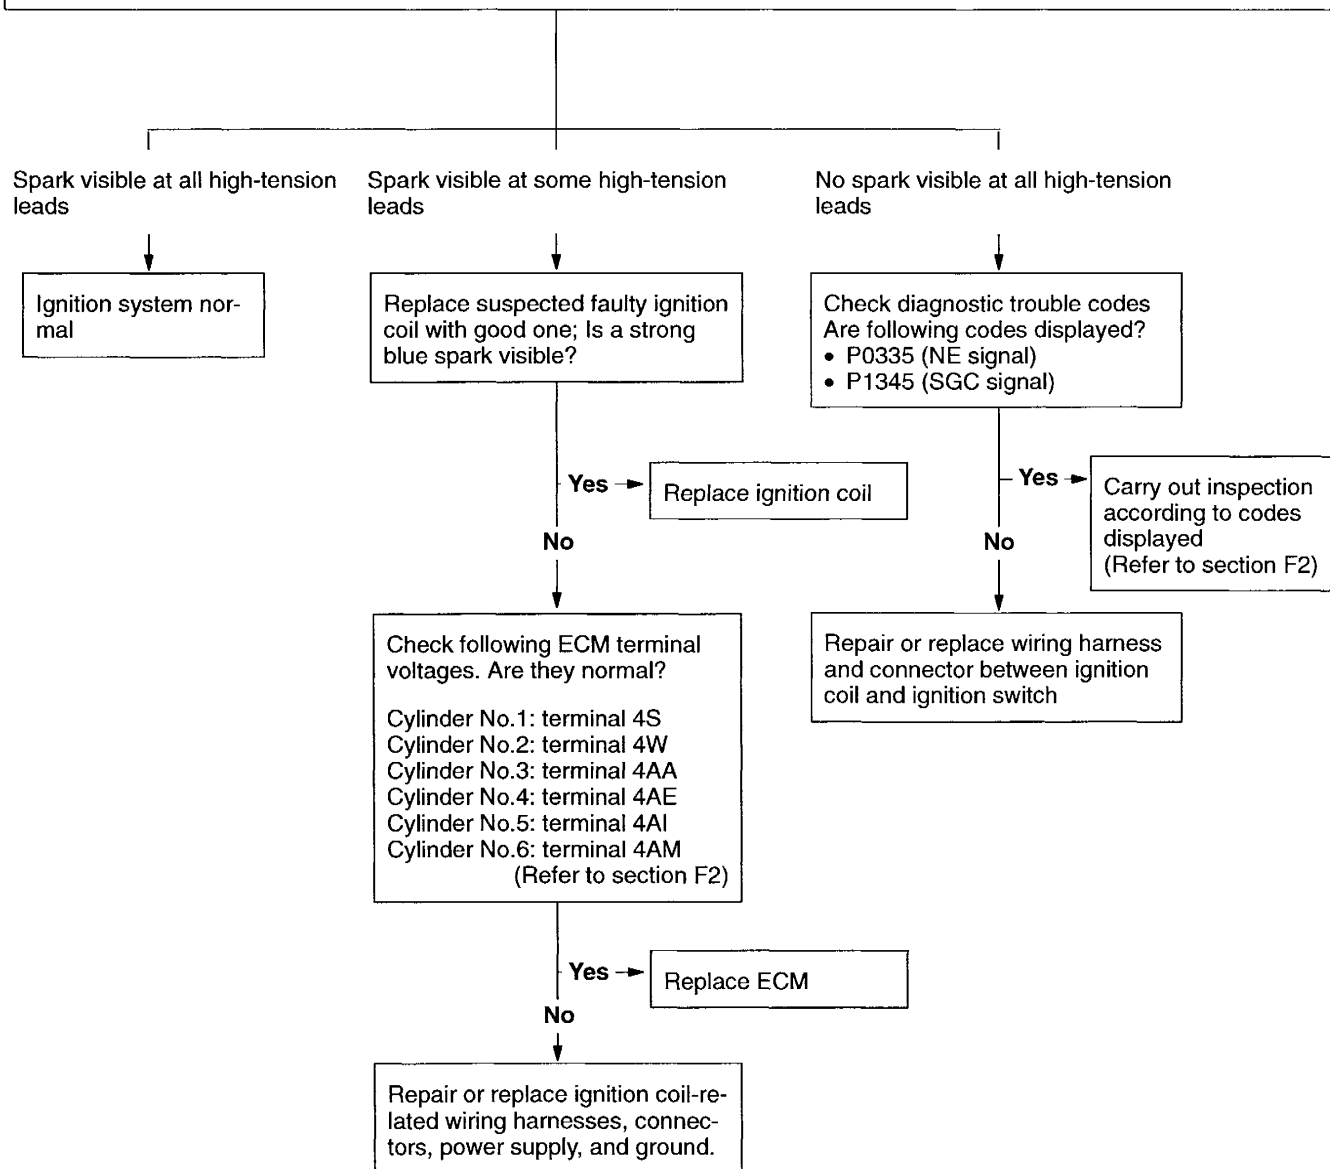 Spark visible at all high-tension
leads
Spark visible at some high-tension
leads
No spark visible at all high-tension
leads
Ignition system nor-
mal
Replace suspected faulty ignition
coil with good one; Is a strong
blue spark visible?
Check diagnostic trouble codes
Are following codes displayed?
• P0335 (NE signal)
• P1345 (SGC signal)
Yes
Replace ignition coil
Yes
Carry out inspection
according to codes
displayed
(Refer to section F2)
No
No
Check following ECM terminal
voltages. Are they normal?
Cylinder No.1: terminal 4S
Cylinder No.2: terminal 4W
Cylinder No.3: terminal 4AA
Cylinder No.4: terminal 4AE
Cylinder No.5: terminal 4AI
Cylinder No.6: terminal 4AM
(Refer to section F2)
Repair or replace wiring harness
and connector between ignition
coil and ignition switch
Yes
Replace ECM
No
Repair or replace ignition coil-re-
lated wiring harnesses, connec-
tors, power supply, and ground.